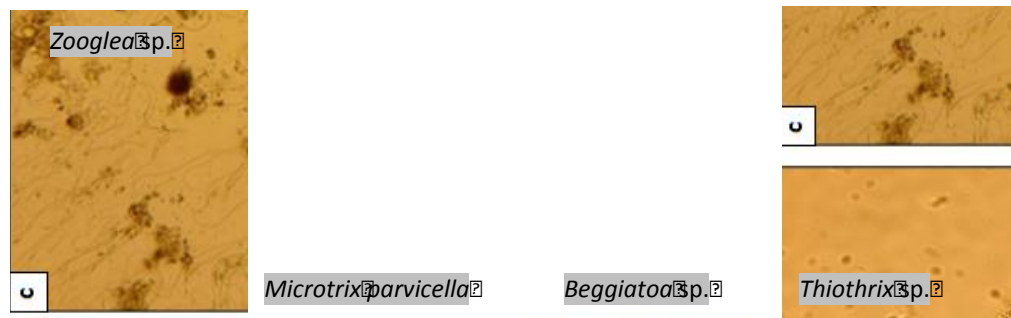 Zooglea sp.
c
c
Microtrix parvicella
Beggiatoa sp.
Thiothrix sp.